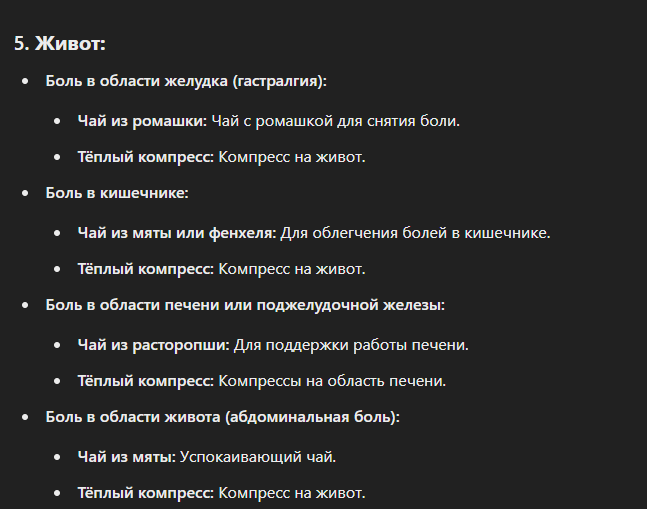 5. Живот:
• Боль в области желудка (гастралгия):
• Чай из ромашки: Чай с ромашкой для снятия боли.
• Тёплый компресс: Компресс на живот.
• Боль в кишечнике:
• Чай из мяты или фенхеля: Для облегчения болей в кишечнике.
• Тёплый компресс: Компресс на живот.
• Боль в области печени или поджелудочной железы:
• Чай из расторопши: Для поддержки работы печени.
• Тёплый компресс: Компрессы на область печени.
• Боль в области живота (абдоминальная боль):
• Чай из мяты: Успокаивающий чай.
• Тёплый компресс: Компресс на живот.